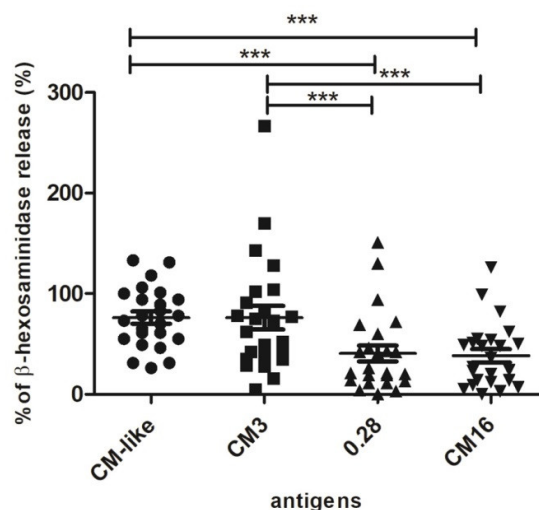 ***
***
***
***
300
200
100
0
% of β-hexosaminidase release (%)
CM-like
CM3
0.28
CM16
antigens